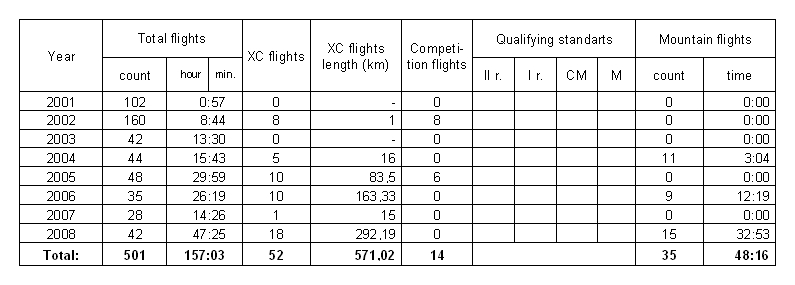 Year Total flights XC flights XC flights length (km) Competi-tion flights Qualifying standarts Mountain flights
count hour min. II r. I r. CM M count time
2001 102 0:57 0 - 0 0 0:00
2002 160 8:44 8 1 8 0 0:00
2003 42 13:30 0 - 0 0 0:00
2004 44 15:43 5 16 0 11 3:04
2005 48 29:59 10 83,5 6 0 0:00
2006 35 26:19 10 163,33 0 9 12:19
2007 28 14:26 1 15 0 0 0:00
2008 42 47:25 18 292,19 0 15 32:53
Total: 501 157:03 52 571,02 14 35 48:16